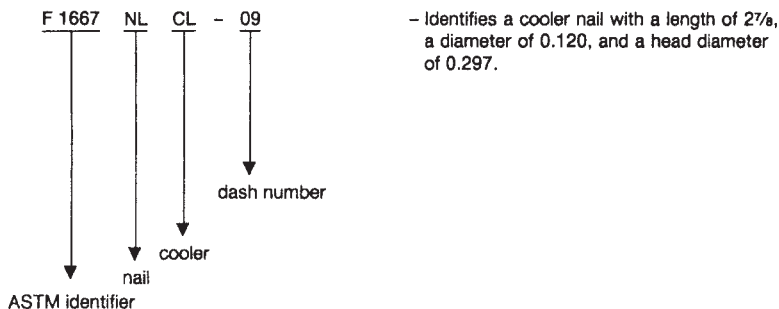 F 1667 NL CL – 09
– Identifies a cooler nail with a length of 2⅞,
a diameter of 0.120, and a head diameter
of 0.297.
dash number
cooler
nail
ASTM identifier